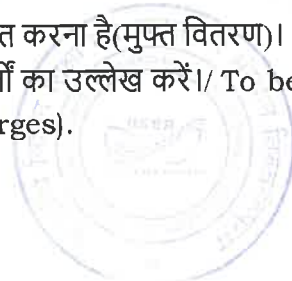 त करना है(मुफ्त वितरण)।
का उल्लेख करें।/ To be
rges).